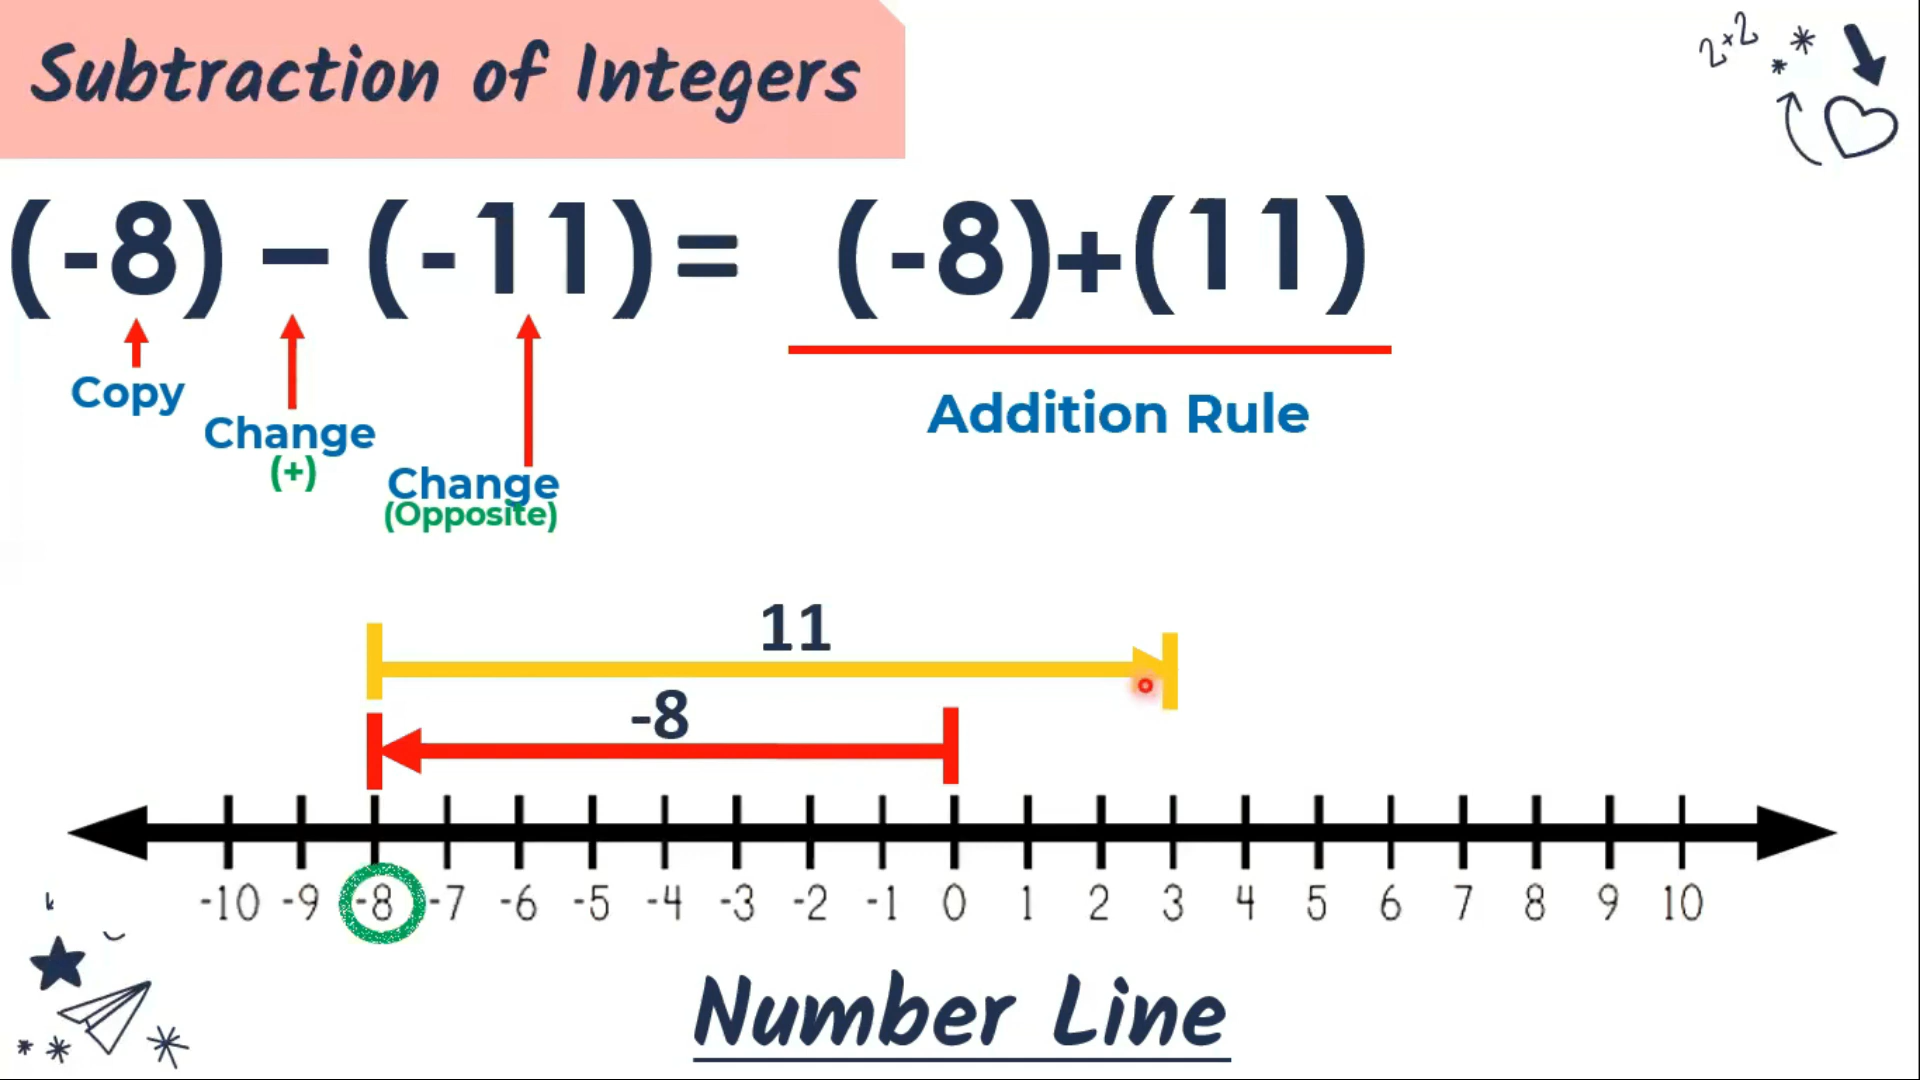 Subtraction of Integers
2×2
(-8) – (-11) = (-8)+(11)
Copy
Change
(+)
Change
(Opposite)
Addition Rule
11
-8
-10 -9 -8 -7 -6 -5 -4 -3 -2 -1 0 1 2 3 4 5 6 7 8 9 10
Number Line